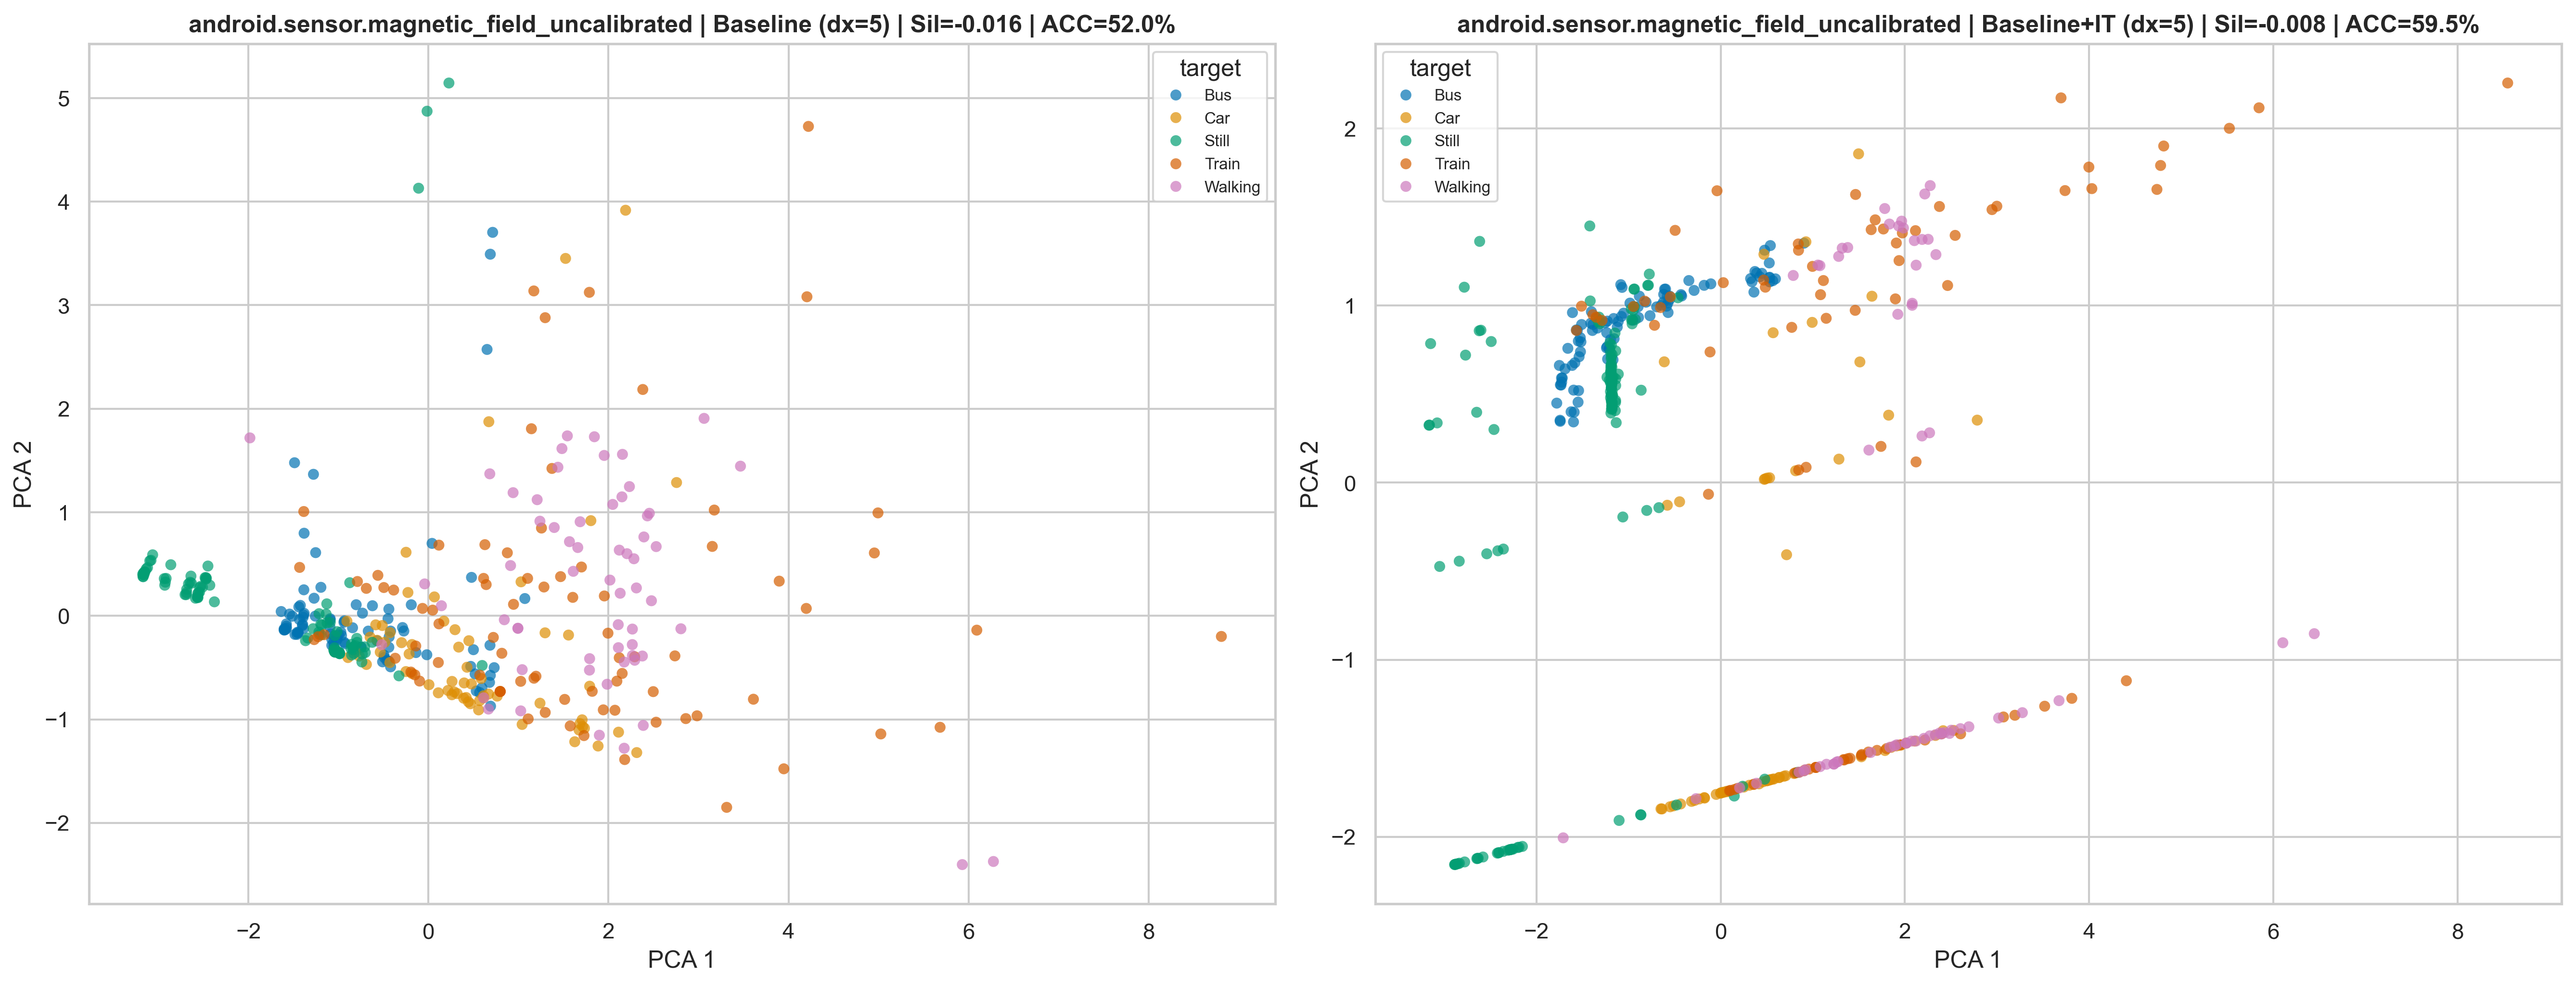 android.sensor.magnetic_field_uncalibrated | Baseline (dx=5) | Sil=-0.016 | ACC=52.0%
target
Bus
Car
Still
Train
Walking
5
4
3
2
1
0
−1
−2
PCA 2
−2
0
2
4
6
8
PCA 1
android.sensor.magnetic_field_uncalibrated | Baseline+IT (dx=5) | Sil=-0.008 | ACC=59.5%
target
Bus
Car
Still
Train
Walking
2
1
0
−1
−2
PCA 2
−2
0
2
4
6
8
PCA 1